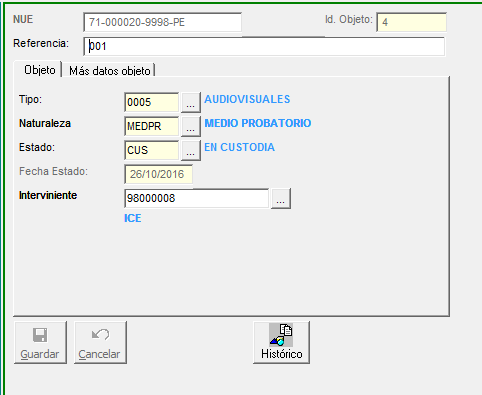 NUE 71-000020-9998-PE Id. Objeto: 4
Referencia: 001
Objeto Más datos objeto
Tipo: 0005 ... AUDIOVISUALES
Naturaleza MEDPR ... MEDIO PROBATORIO
Estado: CUS ... EN CUSTODIA
Fecha Estado: 26/10/2016
Interviniente 98000008 ...
ICE
Guardar Cancelar Histórico